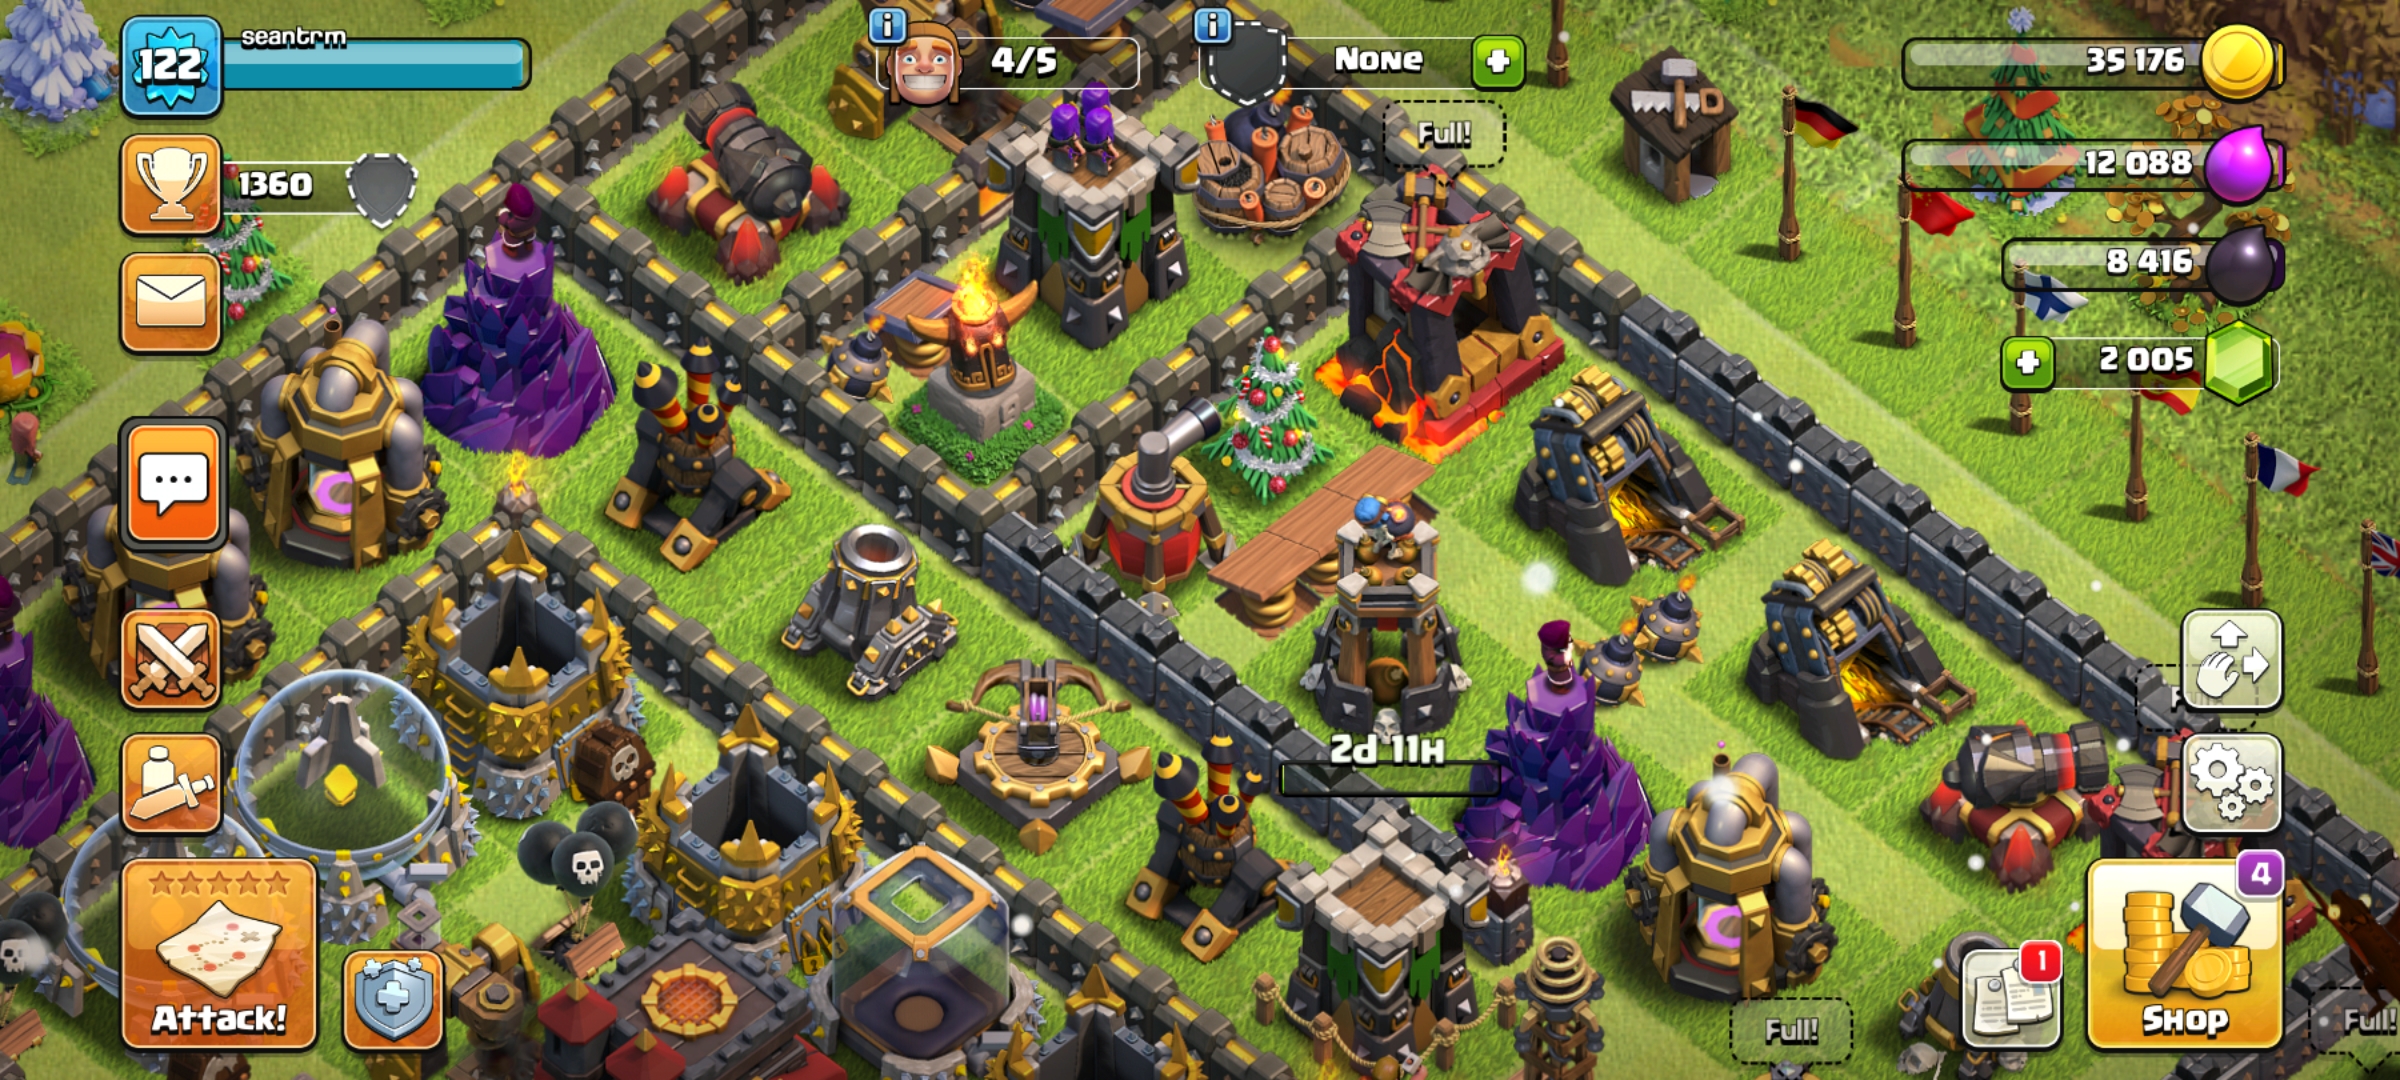 122
seantrm
4/5
None
35 176
Full!
1360
12 088
8 416
2 005
2d 11h
4
1
Attack!
Shop
Full!
Full!